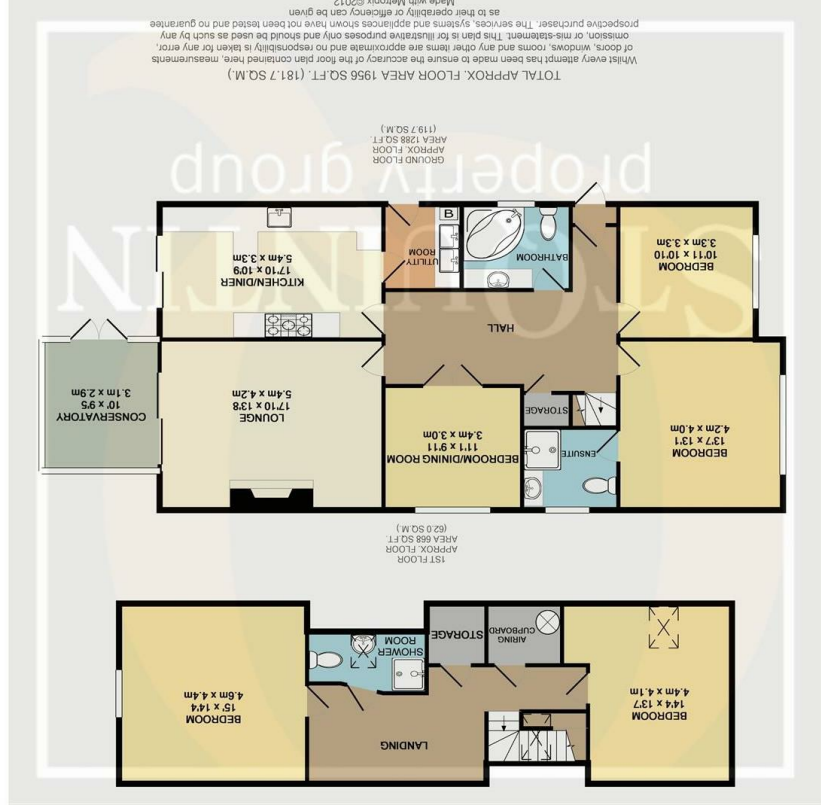 BEDROOM
14'4 x 13'7
4.4m x 4.1m
LANDING
BEDROOM
15' x 14'4
4.6m x 4.4m
AIRING
CUPBOARD
STORAGE
SHOWER
ROOM
1ST FLOOR
APPROX. FLOOR
AREA 668 SQ.FT.
(62.0 SQ.M.)
BEDROOM
13'7 x 13'1
4.2m x 4.0m
ENSUITE
BEDROOM/DINING ROOM
11'1 x 9'11
3.4m x 3.0m
STORAGE
LOUNGE
17'10 x 13'8
5.4m x 4.2m
CONSERVATORY
10' x 9'5
3.1m x 2.9m
HALL
BEDROOM
10'11 x 10'10
3.3m x 3.3m
BATHROOM
UTILITY
ROOM
B
KITCHEN/DINER
17'10 x 10'9
5.4m x 3.3m
STQUINTIN
property group
GROUND FLOOR
APPROX. FLOOR
AREA 1288 SQ.FT.
(119.7 SQ.M.)
TOTAL APPROX. FLOOR AREA 1956 SQ.FT. (181.7 SQ.M.)
Whilst every attempt has been made to ensure the accuracy of the floor plan contained here, measurements
of doors, windows, rooms and any other items are approximate and no responsibility is taken for any error,
omission, or mis-statement. This plan is for illustrative purposes only and should be used as such by any
prospective purchaser. The services, systems and appliances shown have not been tested and no guarantee
as to their operability or efficiency can be given
Made with Metropix ©2012